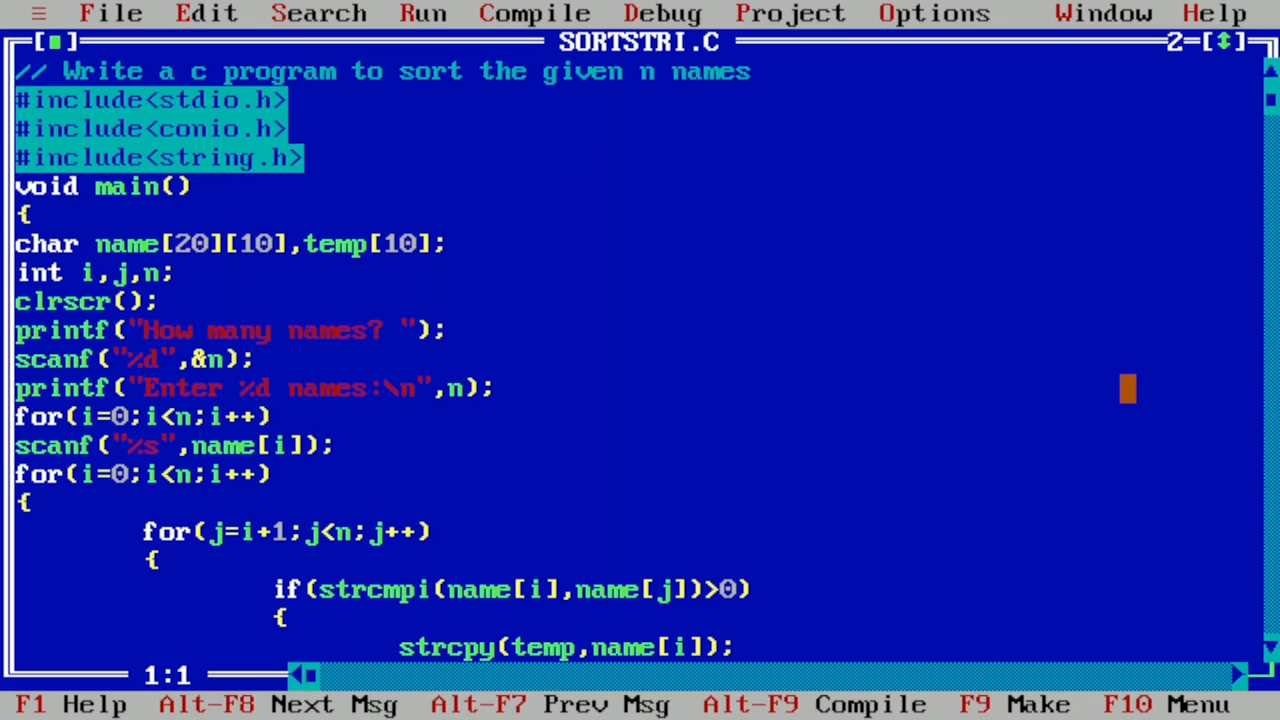 ≡ File Edit Search Run Compile Debug Project Options Window Help
[■] SORTSTRI.C 2=[↕]
// Write a c program to sort the given n names
#include<stdio.h>
#include<conio.h>
#include<string.h>
void main()
{
char name[20][10],temp[10];
int i,j,n;
clrscr();
printf("How many names? ");
scanf("%d",&n);
printf("Enter %d names:\n",n);
for(i=0;i<n;i++)
scanf("%s",name[i]);
for(i=0;i<n;i++)
{
for(j=i+1;j<n;j++)
{
if(strcmpi(name[i],name[j])>0)
{
strcpy(temp,name[i]);
1:1
F1 Help Alt-F8 Next Msg Alt-F7 Prev Msg Alt-F9 Compile F9 Make F10 Menu